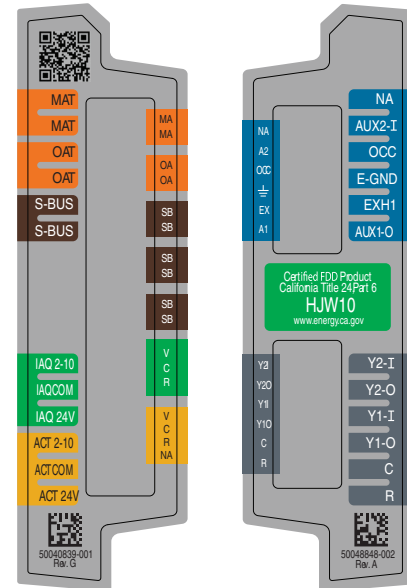 MAT
MAT
OAT
OAT
S-BUS
S-BUS
IAQ 2-10
IAQCOM
IAQ 24V
ACT 2-10
ACTCOM
ACT 24V
50040839-001
Rev. G
MA
MA
OA
OA
SB
SB
SB
SB
SB
SB
V
C
R
V
C
R
NA
NA
A2
OCC
EX
A1
NA
AUX2-I
OCC
E-GND
EXH1
AUX1-O
Certified FDD Product
California Title 24,Part 6
HJW10
www.energy.ca.gov
Y2I
Y2O
Y1I
Y1O
C
R
Y2-I
Y2-O
Y1-I
Y1-O
C
R
50048848-002
Rev. A